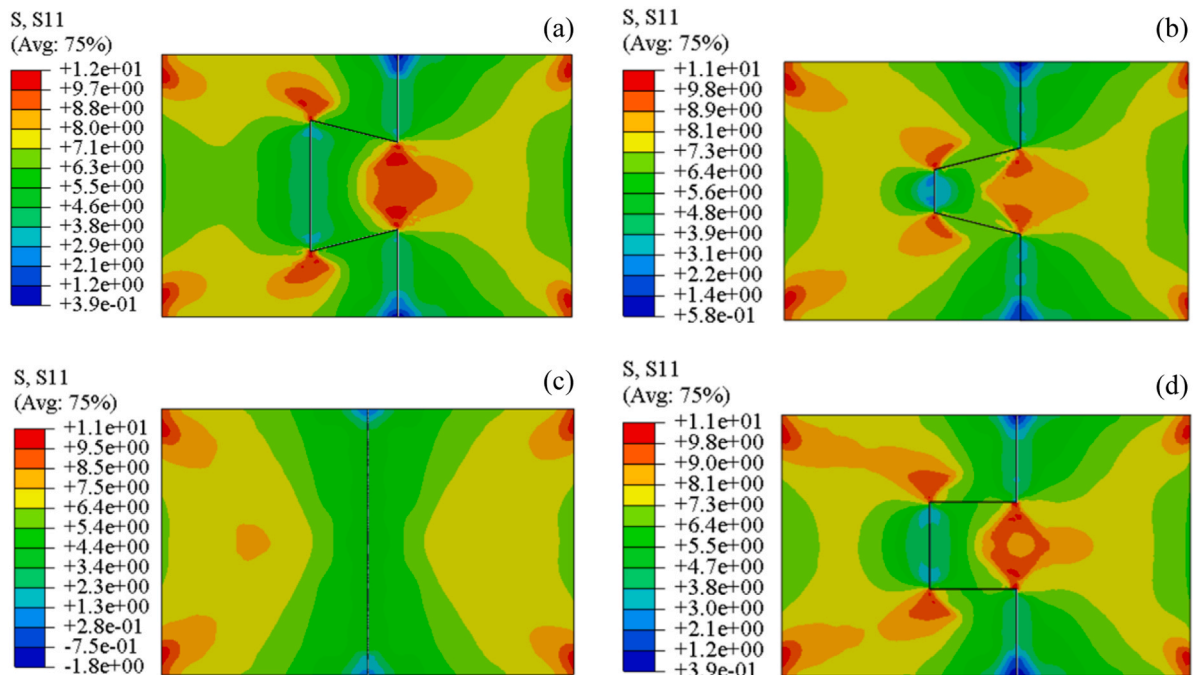 S, S11
(Avg: 75%)
+1.2e+01
+9.7e+00
+8.8e+00
+8.0e+00
+7.1e+00
+6.3e+00
+5.5e+00
+4.6e+00
+3.8e+00
+2.9e+00
+2.1e+00
+1.2e+00
+3.9e-01
(a)
S, S11
(Avg: 75%)
+1.1e+01
+9.8e+00
+8.9e+00
+8.1e+00
+7.3e+00
+6.4e+00
+5.6e+00
+4.8e+00
+3.9e+00
+3.1e+00
+2.2e+00
+1.4e+00
+5.8e-01
(b)
S, S11
(Avg: 75%)
+1.1e+01
+9.5e+00
+8.5e+00
+7.5e+00
+6.4e+00
+5.4e+00
+4.4e+00
+3.4e+00
+2.3e+00
+1.3e+00
+2.8e-01
-7.5e-01
-1.8e+00
(c)
S, S11
(Avg: 75%)
+1.1e+01
+9.8e+00
+9.0e+00
+8.1e+00
+7.3e+00
+6.4e+00
+5.5e+00
+4.7e+00
+3.8e+00
+3.0e+00
+2.1e+00
+1.2e+00
+3.9e-01
(d)